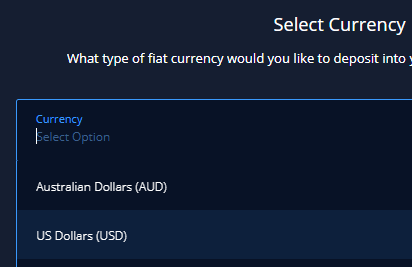 Select Currency
What type of fiat currency would you like to deposit into
Currency
Select Option
Australian Dollars (AUD)
US Dollars (USD)